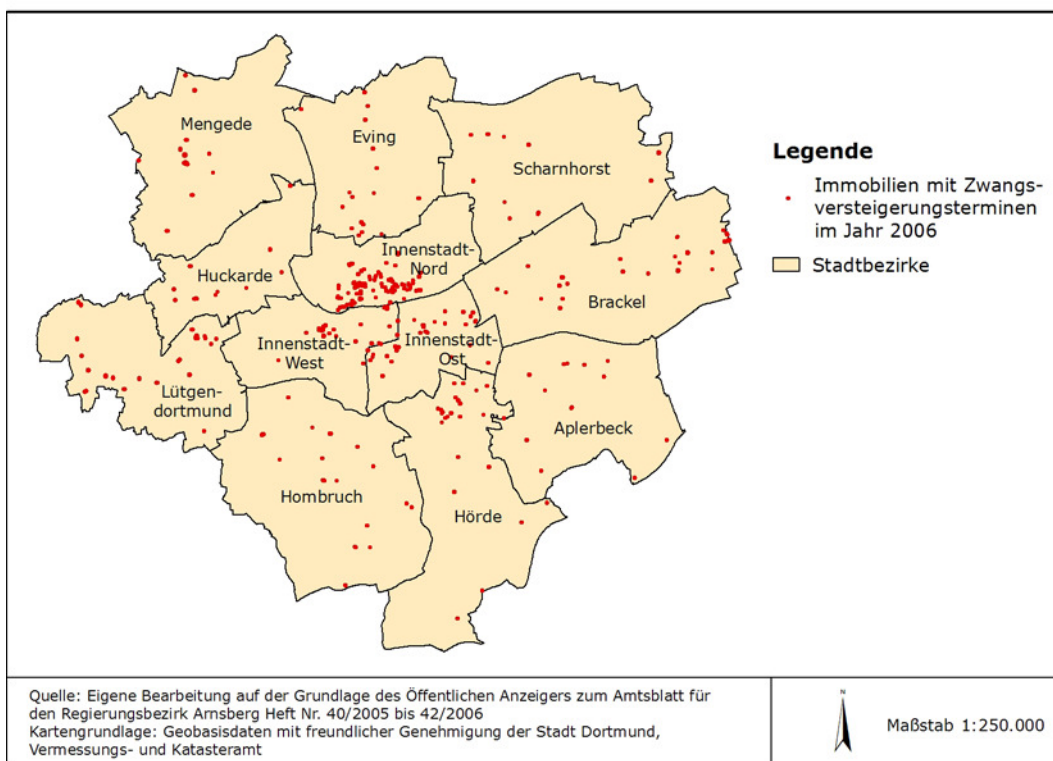 Mengede
Eving
Scharnhorst
Huckarde
Innenstadt-
Nord
Brackel
Innenstadt-
West
Innenstadt-
Ost
Lütgen-
dortmund
Aplerbeck
Hombruch
Hörde
Legende
Immobilien mit Zwangs-
versteigerungsterminen
im Jahr 2006
Stadtbezirke
Quelle: Eigene Bearbeitung auf der Grundlage des Öffentlichen Anzeigers zum Amtsblatt für
den Regierungsbezirk Arnsberg Heft Nr. 40/2005 bis 42/2006
Kartengrundlage: Geobasisdaten mit freundlicher Genehmigung der Stadt Dortmund,
Vermessungs- und Katasteramt
N
Maßstab 1:250.000